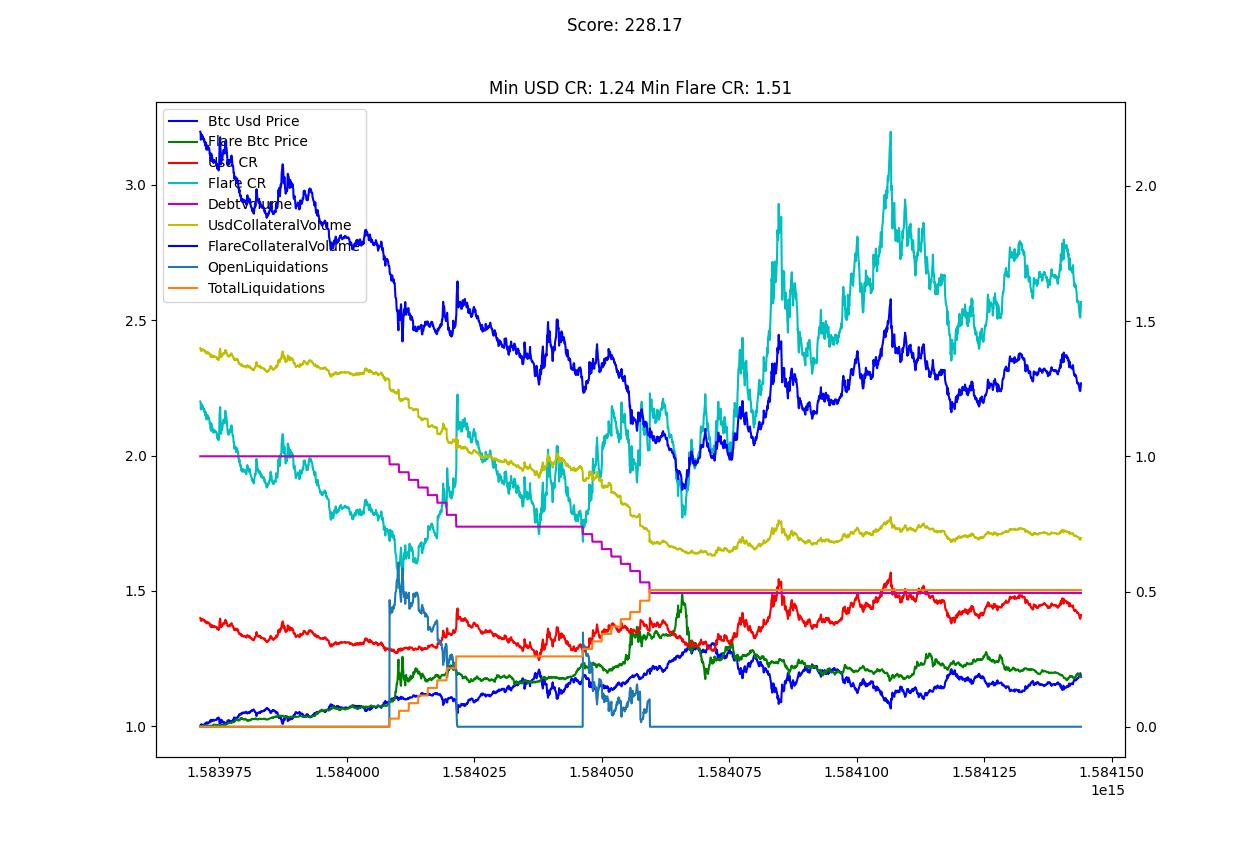 Score: 228.17
Min USD CR: 1.24 Min Flare CR: 1.51
Btc Usd Price
Flare Btc Price
Usd CR
Flare CR
DebtVolume
UsdCollateralVolume
FlareCollateralVolume
OpenLiquidations
TotalLiquidations
3.0
2.5
2.0
1.5
1.0
2.0
1.5
1.0
0.5
0.0
1.583975
1.584000
1.584025
1.584050
1.584075
1.584100
1.584125
1.584150
1e15